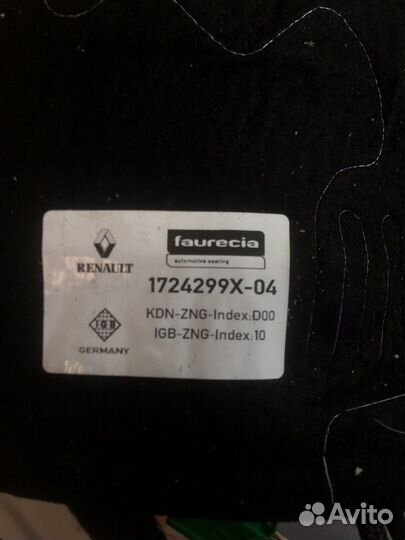 RENAULT
faurecia
automotive seating
1724299X-04
KDN-ZNG-Index:D00
IGB-ZNG-Index:10
IGB
GERMANY
Avito